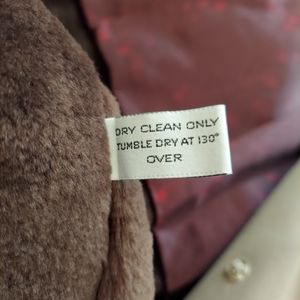 DRY CLEAN ONLY
TUMBLE DRY AT 130°
OVER